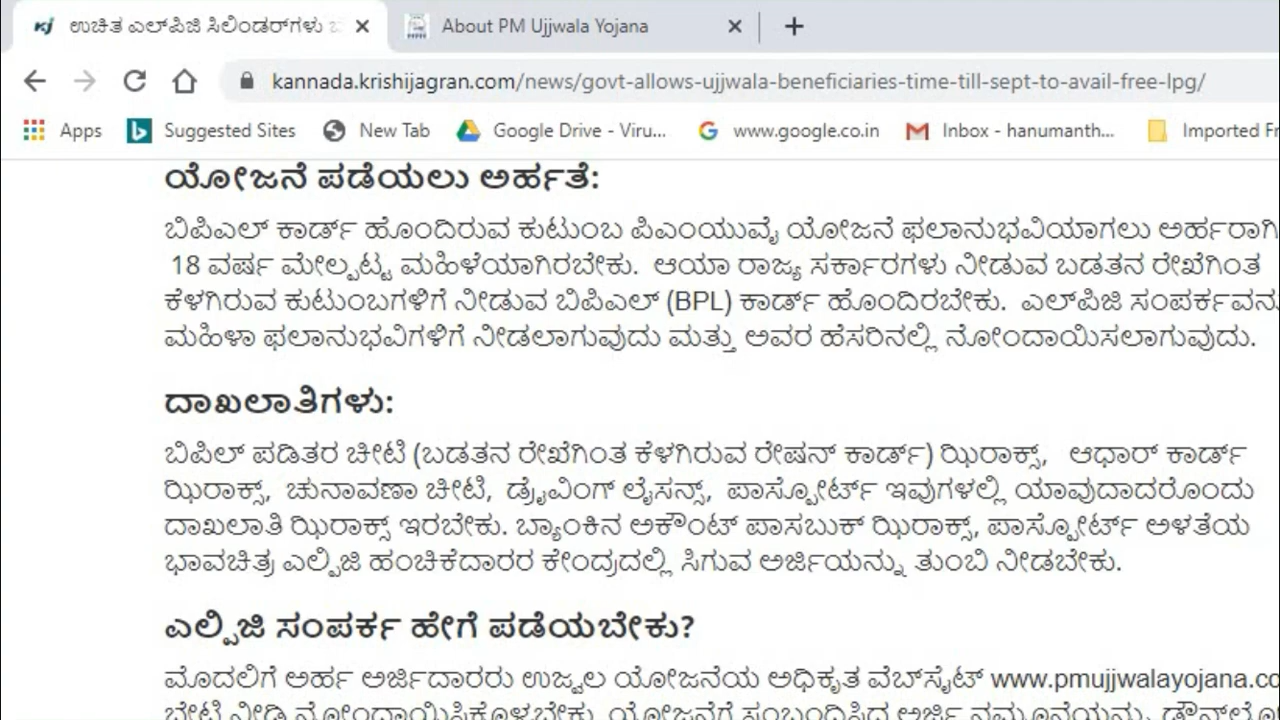 ಉಚಿತ ಎಲ್‌ಪಿಜಿ ಸಿಲಿಂಡರ್‌ಗಳು
About PM Ujjwala Yojana
kannada.krishijagran.com/news/govt-allows-ujjwala-beneficiaries-time-till-sept-to-avail-free-lpg/
Apps Suggested Sites New Tab Google Drive - Viru... www.google.co.in Inbox - hanumanth... Imported
ಯೋಜನೆ ಪಡೆಯಲು ಅರ್ಹತೆ:
ಬಿಪಿಎಲ್ ಕಾರ್ಡ್ ಹೊಂದಿರುವ ಕುಟುಂಬ ಪಿಎಂಯುವೈ ಯೋಜನೆ ಫಲಾನುಭವಿಯಾಗಲು ಅರ್ಹರಾಗಿ
18 ವರ್ಷ ಮೇಲ್ಪಟ್ಟ ಮಹಿಳೆಯಾಗಿರಬೇಕು. ಆಯಾ ರಾಜ್ಯ ಸರ್ಕಾರಗಳು ನೀಡುವ ಬಡತನ ರೇಖೆಗಿಂತ
ಕೆಳಗಿರುವ ಕುಟುಂಬಗಳಿಗೆ ನೀಡುವ ಬಿಪಿಎಲ್ (BPL) ಕಾರ್ಡ್ ಹೊಂದಿರಬೇಕು. ಎಲ್‌ಪಿಜಿ ಸಂಪರ್ಕವನು
ಮಹಿಳಾ ಫಲಾನುಭವಿಗಳಿಗೆ ನೀಡಲಾಗುವುದು ಮತ್ತು ಅವರ ಹೆಸರಿನಲ್ಲಿ ನೋಂದಾಯಿಸಲಾಗುವುದು.
ದಾಖಲಾತಿಗಳು:
ಬಿಪಿಲ್ ಪಡಿತರ ಚೀಟಿ (ಬಡತನ ರೇಖೆಗಿಂತ ಕೆಳಗಿರುವ ರೇಷನ್ ಕಾರ್ಡ್) ಝಿರಾಕ್ಸ್, ಆಧಾರ್ ಕಾರ್ಡ್
ಝಿರಾಕ್ಸ್, ಚುನಾವಣಾ ಚೀಟಿ, ಡ್ರೈವಿಂಗ್ ಲೈಸನ್ಸ್, ಪಾಸ್ಪೋರ್ಟ್ ಇವುಗಳಲ್ಲಿ ಯಾವುದಾದರೊಂದು
ದಾಖಲಾತಿ ಝಿರಾಕ್ಸ್ ಇರಬೇಕು. ಬ್ಯಾಂಕಿನ ಅಕೌಂಟ್ ಪಾಸಬುಕ್ ಝಿರಾಕ್ಸ್, ಪಾಸ್ಪೋರ್ಟ್ ಅಳತೆಯ
ಭಾವಚಿತ್ರ ಎಲ್ಪಿಜಿ ಹಂಚಿಕೆದಾರರ ಕೇಂದ್ರದಲ್ಲಿ ಸಿಗುವ ಅರ್ಜಿಯನ್ನು ತುಂಬಿ ನೀಡಬೇಕು.
ಎಲ್ಪಿಜಿ ಸಂಪರ್ಕ ಹೇಗೆ ಪಡೆಯಬೇಕು?
ಮೊದಲಿಗೆ ಅರ್ಹ ಅರ್ಜಿದಾರರು ಉಜ್ವಲ ಯೋಜನೆಯ ಅಧಿಕೃತ ವೆಬ್‌ಸೈಟ್ www.pmujjwalayojana.co
ಬೇಟಿ ನೀಡಿ ನೋಂದಾಯಿಸಿಕೊಳ್ಳಬೇಕು. ಯೋಜನೆಗೆ ಸಂಬಂಧಿಸಿದ ಅರ್ಜಿ ನಮೂನೆಯನ್ನು